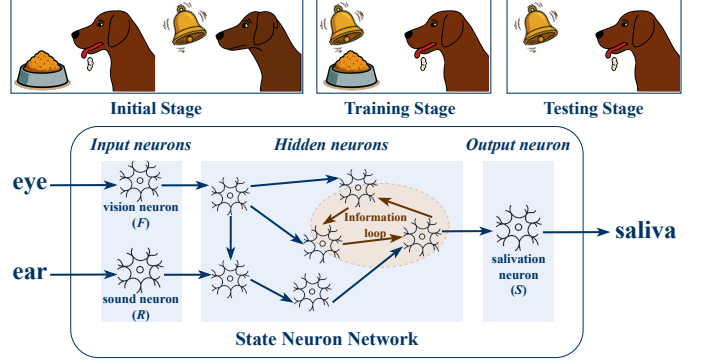 Initial Stage
Training Stage
Testing Stage
Input neurons
Hidden neurons
Output neuron
eye
vision neuron
(F)
Information
loop
saliva
salivation
neuron
(S)
ear
sound neuron
(R)
State Neuron Network